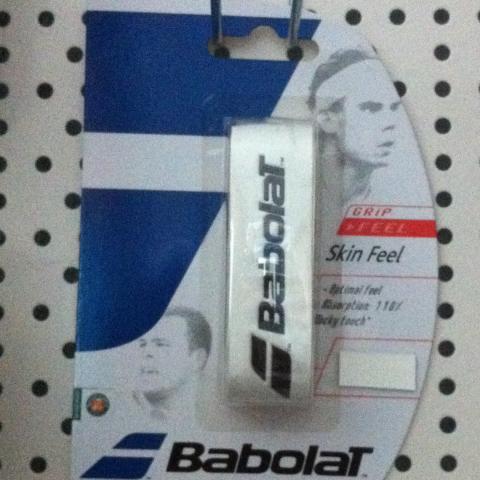 BABOLAT
GRIP
>FEEL
Skin Feel
- Optimal feel
Absorption: 110%
Tacky touch"
BABOLAT